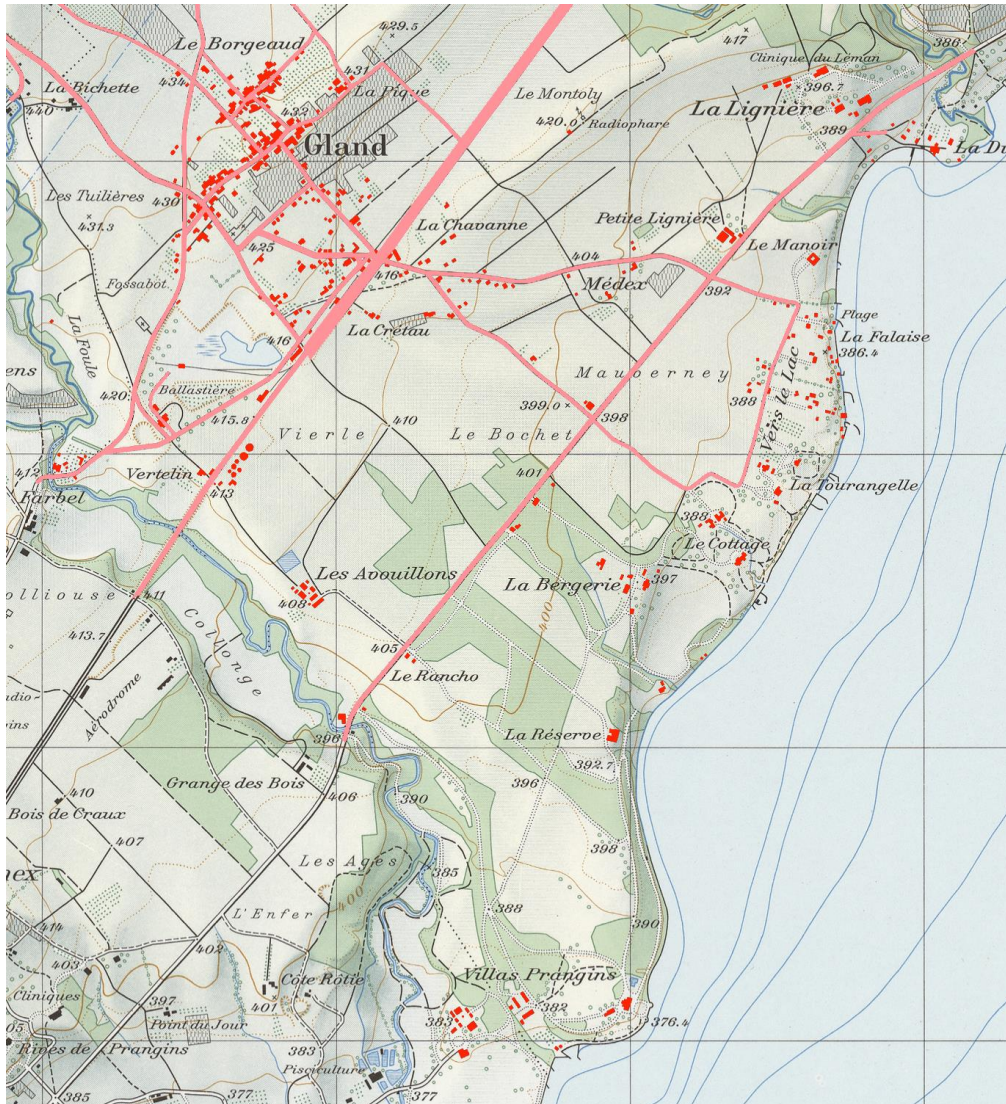 429.5
417
386
Le Borgeaud
Clinique du Léman
434
431
La Bichette
La Pique
Le Montoly
396.7
440
432
420.0
Radiophare
La Lignière
389
Gland
La Du
Les Tuilières
430
431.3
La Chavanne
Petite Lignière
425
404
Le Manoir
416
Médex
392
Fossabot
Plage
La Crétau
La Falaise
416
386.4
La Foule
ens
Mauverney
Vers le Lac
388
Ballastière
420
399.0
398
415.8
410
Vierle
Le Bochet
412
Vertelin
401
413
La Tourangelle
Farbel
388
Le Cottage
Les Avouillons
La Bergerie
397
olliouse
411
408
400
Collonge
413.7
405
Le Rancho
adio-
Aérodrome
ins
396
La Réserve
392.7
Grange des Bois
396
410
406
390
Bois de Craux
407
398
Les Ages
385
nex
400
388
L'Enfer
390
414
402
403
Côte Rôtie
Villas Prangins
Cliniques
397
401
382
05
Point du Jour
383
376.4
Rives de Prangins
383
Pisciculture
385
377
377